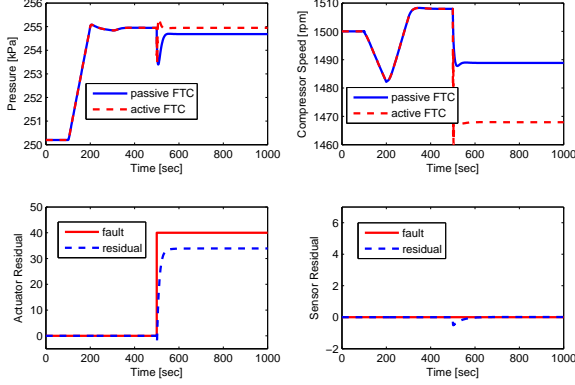 256
255
254
253
252
251
250
Pressure [kPa]
passive FTC
active FTC
0 200 400 600 800 1000
Time [sec]
1510
1500
1490
1480
1470
1460
Compressor Speed [rpm]
passive FTC
active FTC
0 200 400 600 800 1000
Time [sec]
50
40
30
20
10
0
Actuator Residual
fault
residual
0 200 400 600 800 1000
Time [sec]
6
4
2
0
−2
Sensor Residual
fault
residual
0 200 400 600 800 1000
Time [sec]